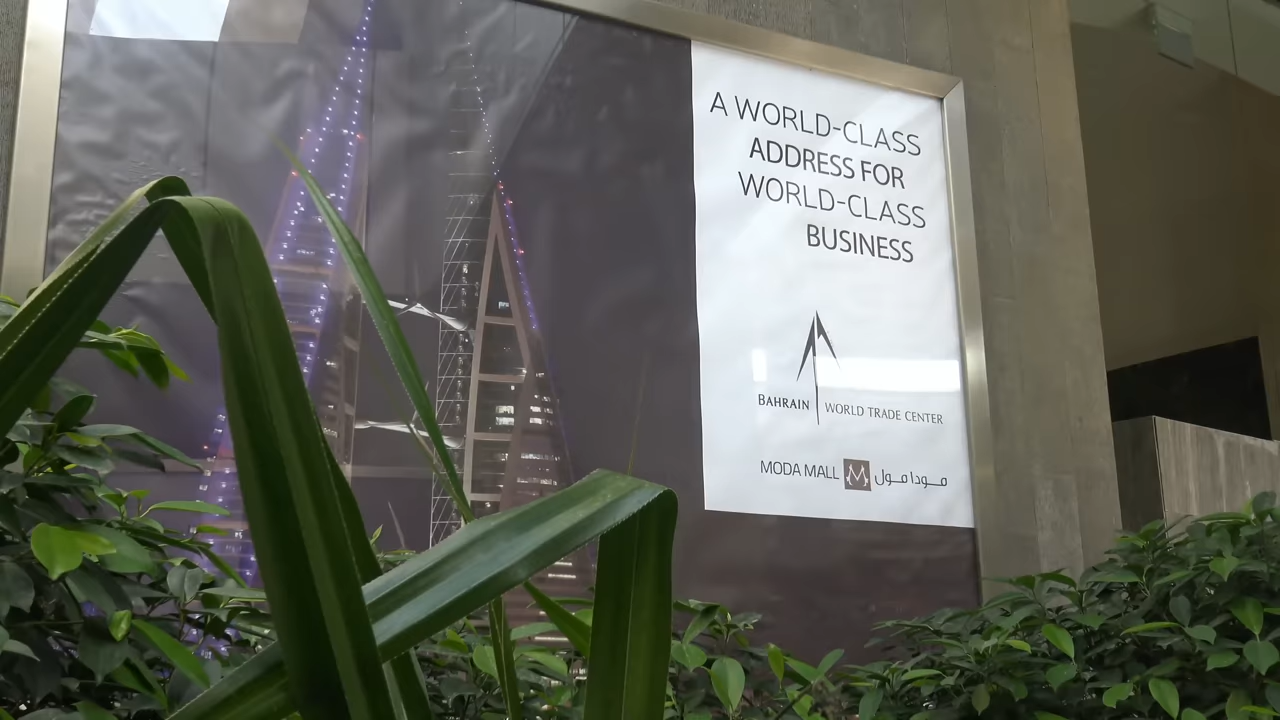 A WORLD-CLASS
ADDRESS FOR
WORLD-CLASS
BUSINESS
BAHRAIN WORLD TRADE CENTER
MODA MALL M مودا مول